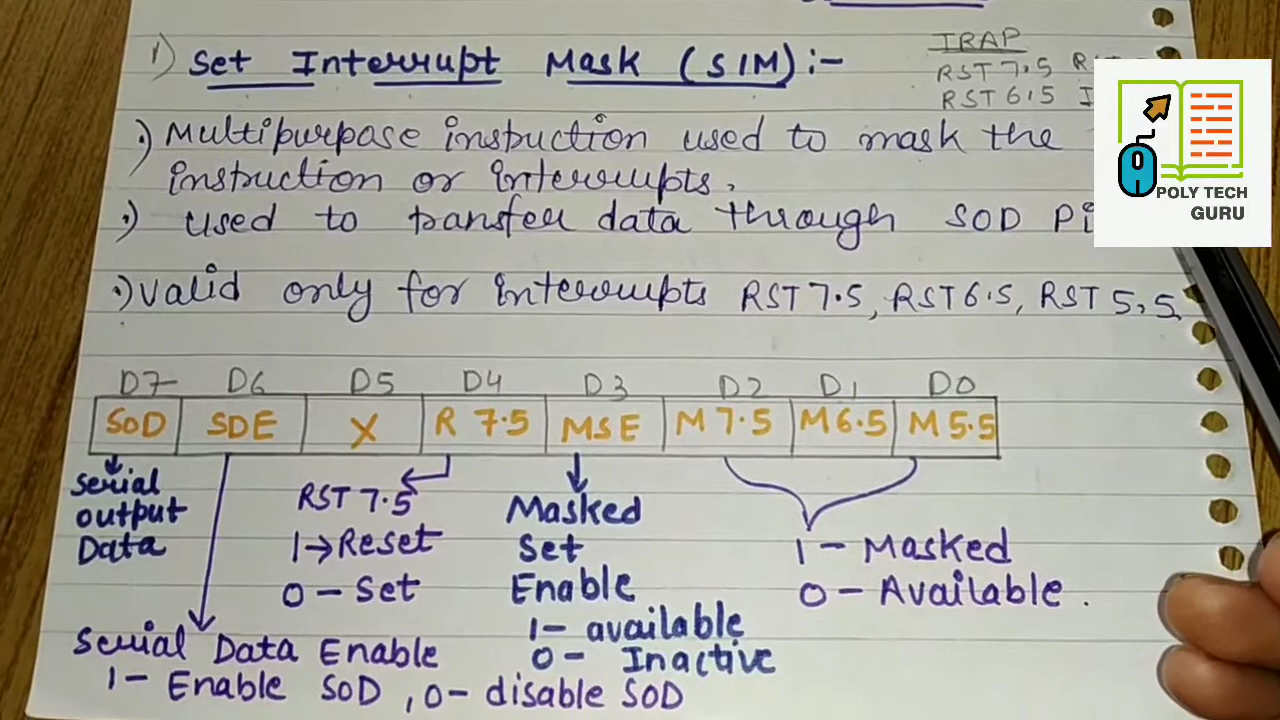 1) Set Interrupt Mask (SIM):-
TRAP
RST 7.5
RST 6.5
POLY TECH
GURU
·) Multipurpose instruction used to mask the
instruction or interrupts.
·) used to transfer data through SOD
·) valid only for interrupts RST 7.5, RST 6.5, RST 5.5
D7 D6 D5 D4 D3 D2 D1 D0
SOD SDE X R 7.5 MSE M 7.5 M 6.5 M 5.5
Serial output Data
RST 7.5
1→Reset
0 - Set
Masked
Set
Enable
1- available
0- Inactive
1 - Masked
0 - Available.
Serial Data Enable
1- Enable SOD, 0- disable SOD